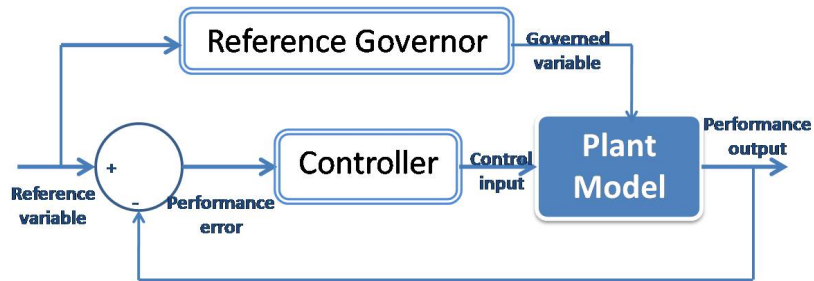 Reference Governor
Governed
variable
Reference
variable
+
-
Performance
error
Controller
Control
input
Plant
Model
Performance
output